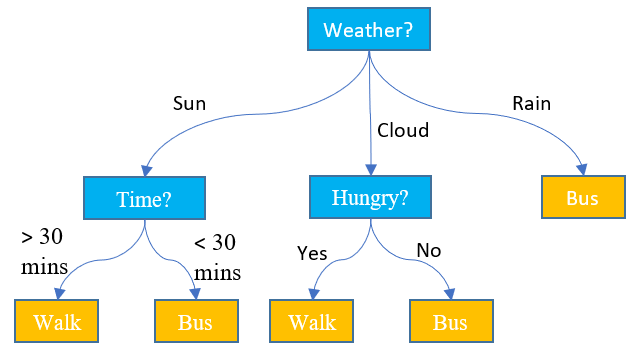 Weather?
Sun
Cloud
Rain
Time?
Hungry?
Bus
> 30
mins
< 30
mins
Yes
No
Walk
Bus
Walk
Bus